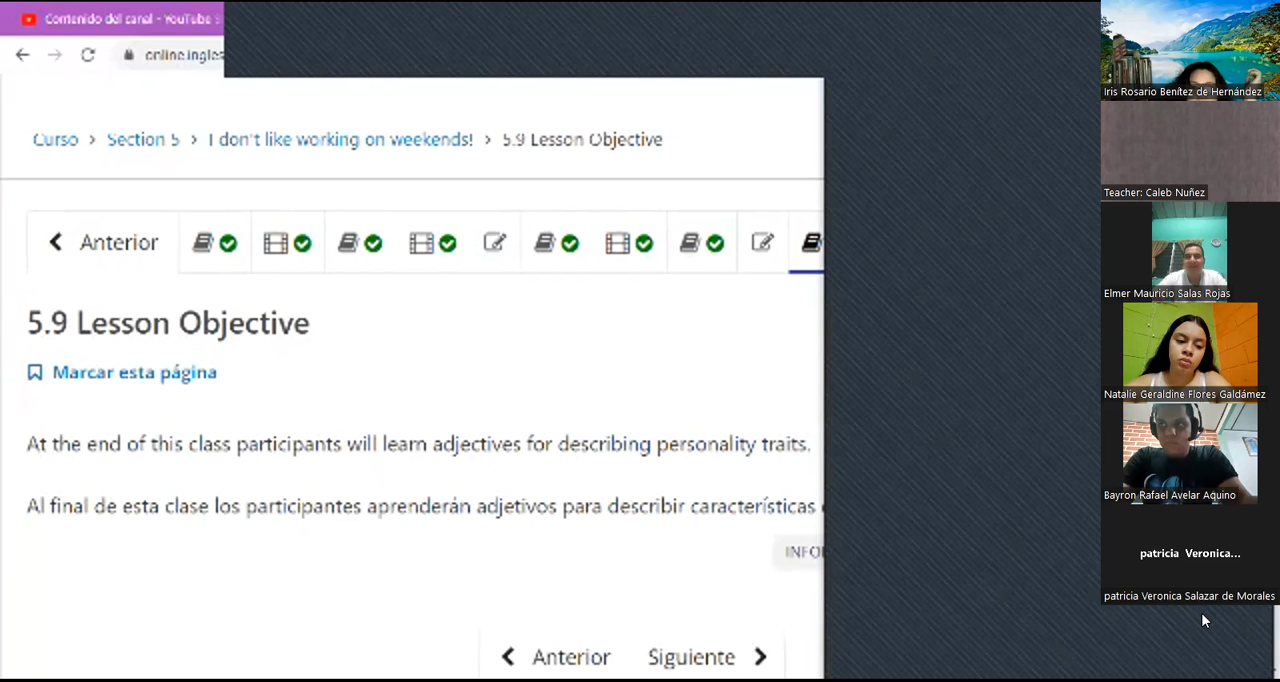 Contenido del canal - YouTube
online.ingles
Curso > Section 5 > I don't like working on weekends! > 5.9 Lesson Objective
Anterior
5.9 Lesson Objective
Marcar esta página
At the end of this class participants will learn adjectives for describing personality traits.
Al final de esta clase los participantes aprenderán adjetivos para describir características
Anterior Siguiente
Iris Rosario Benítez de Hernández
Teacher: Caleb Nuñez
Elmer Mauricio Salas Rojas
Natalie Geraldine Flores Galdámez
Bayron Rafael Avelar Aquino
patricia Veronica...
patricia Veronica Salazar de Morales